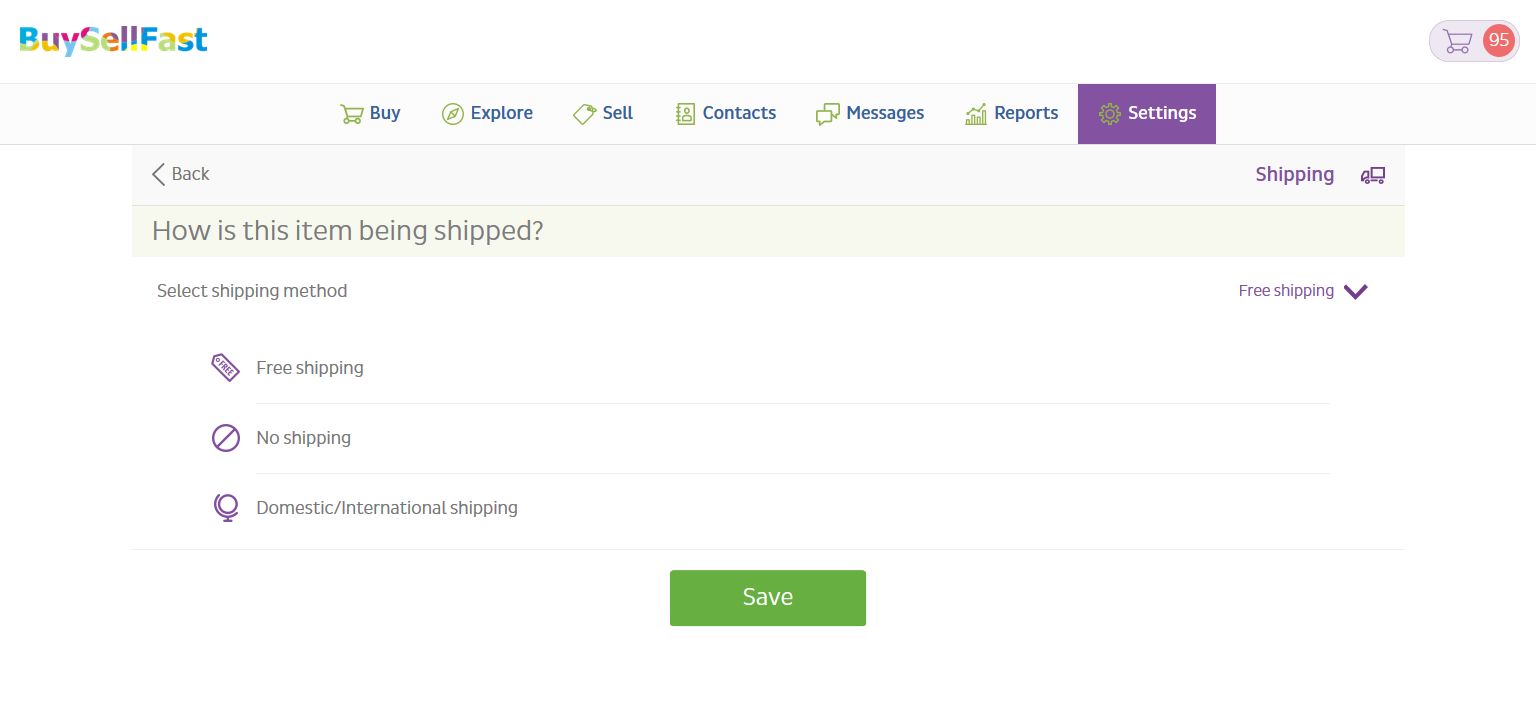 BuySellFast
95
Buy Explore Sell Contacts Messages Reports Settings
Back Shipping
How is this item being shipped?
Select shipping method Free shipping
FREE Free shipping
No shipping
Domestic/International shipping
Save